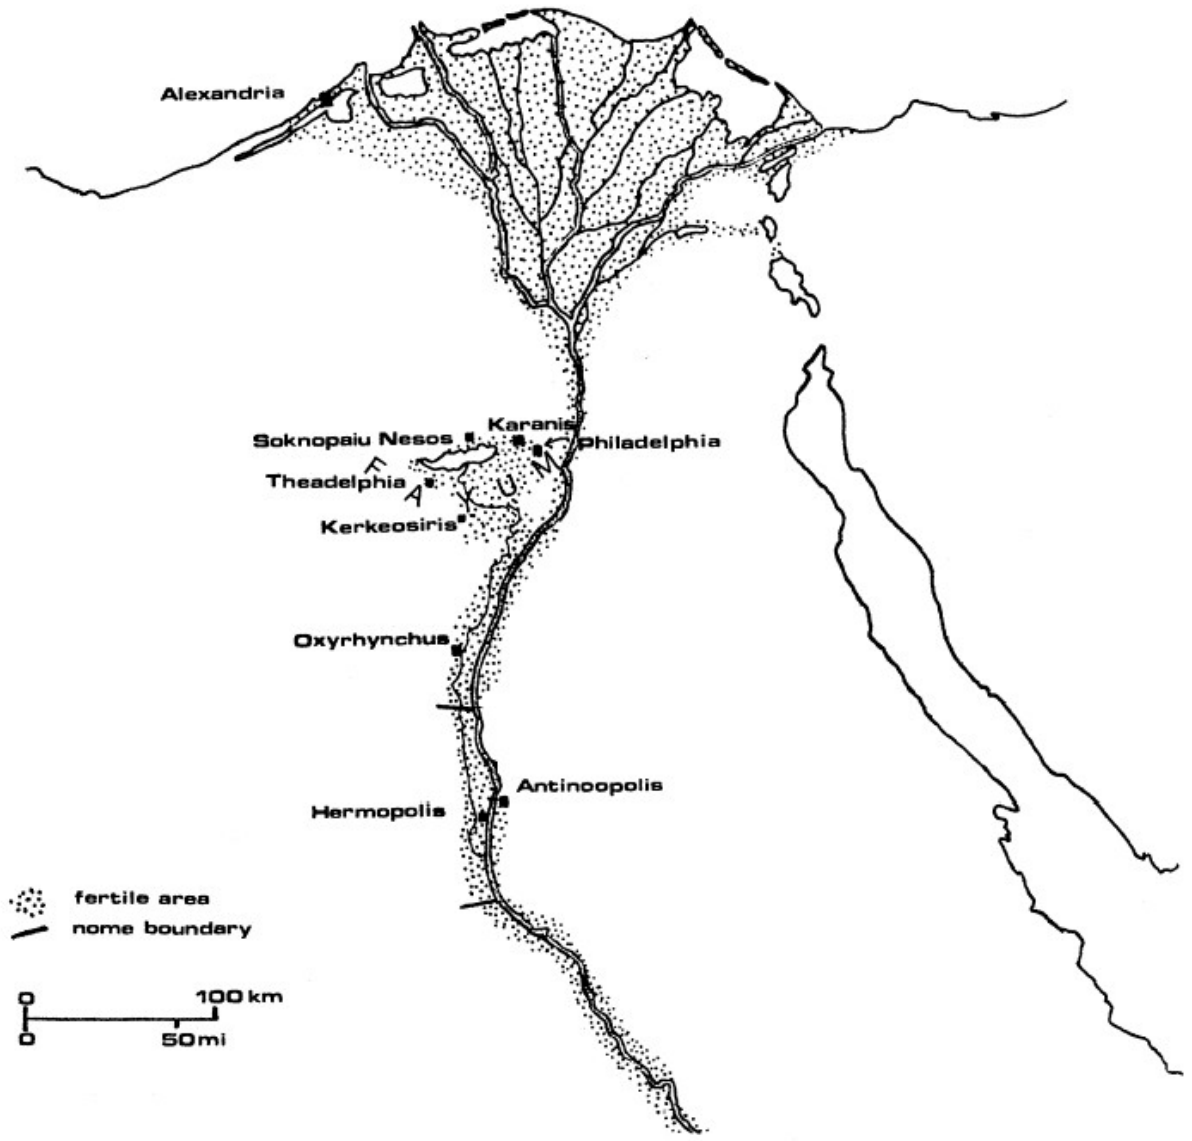 Alexandria
Karanis
Soknopaiu Nesos
Philadelphia
FAYUM
Theadelphia
Kerkeosiris
Oxyrhynchus
Antinoopolis
Hermopolis
fertile area
nome boundary
0 100 km
0 50mi